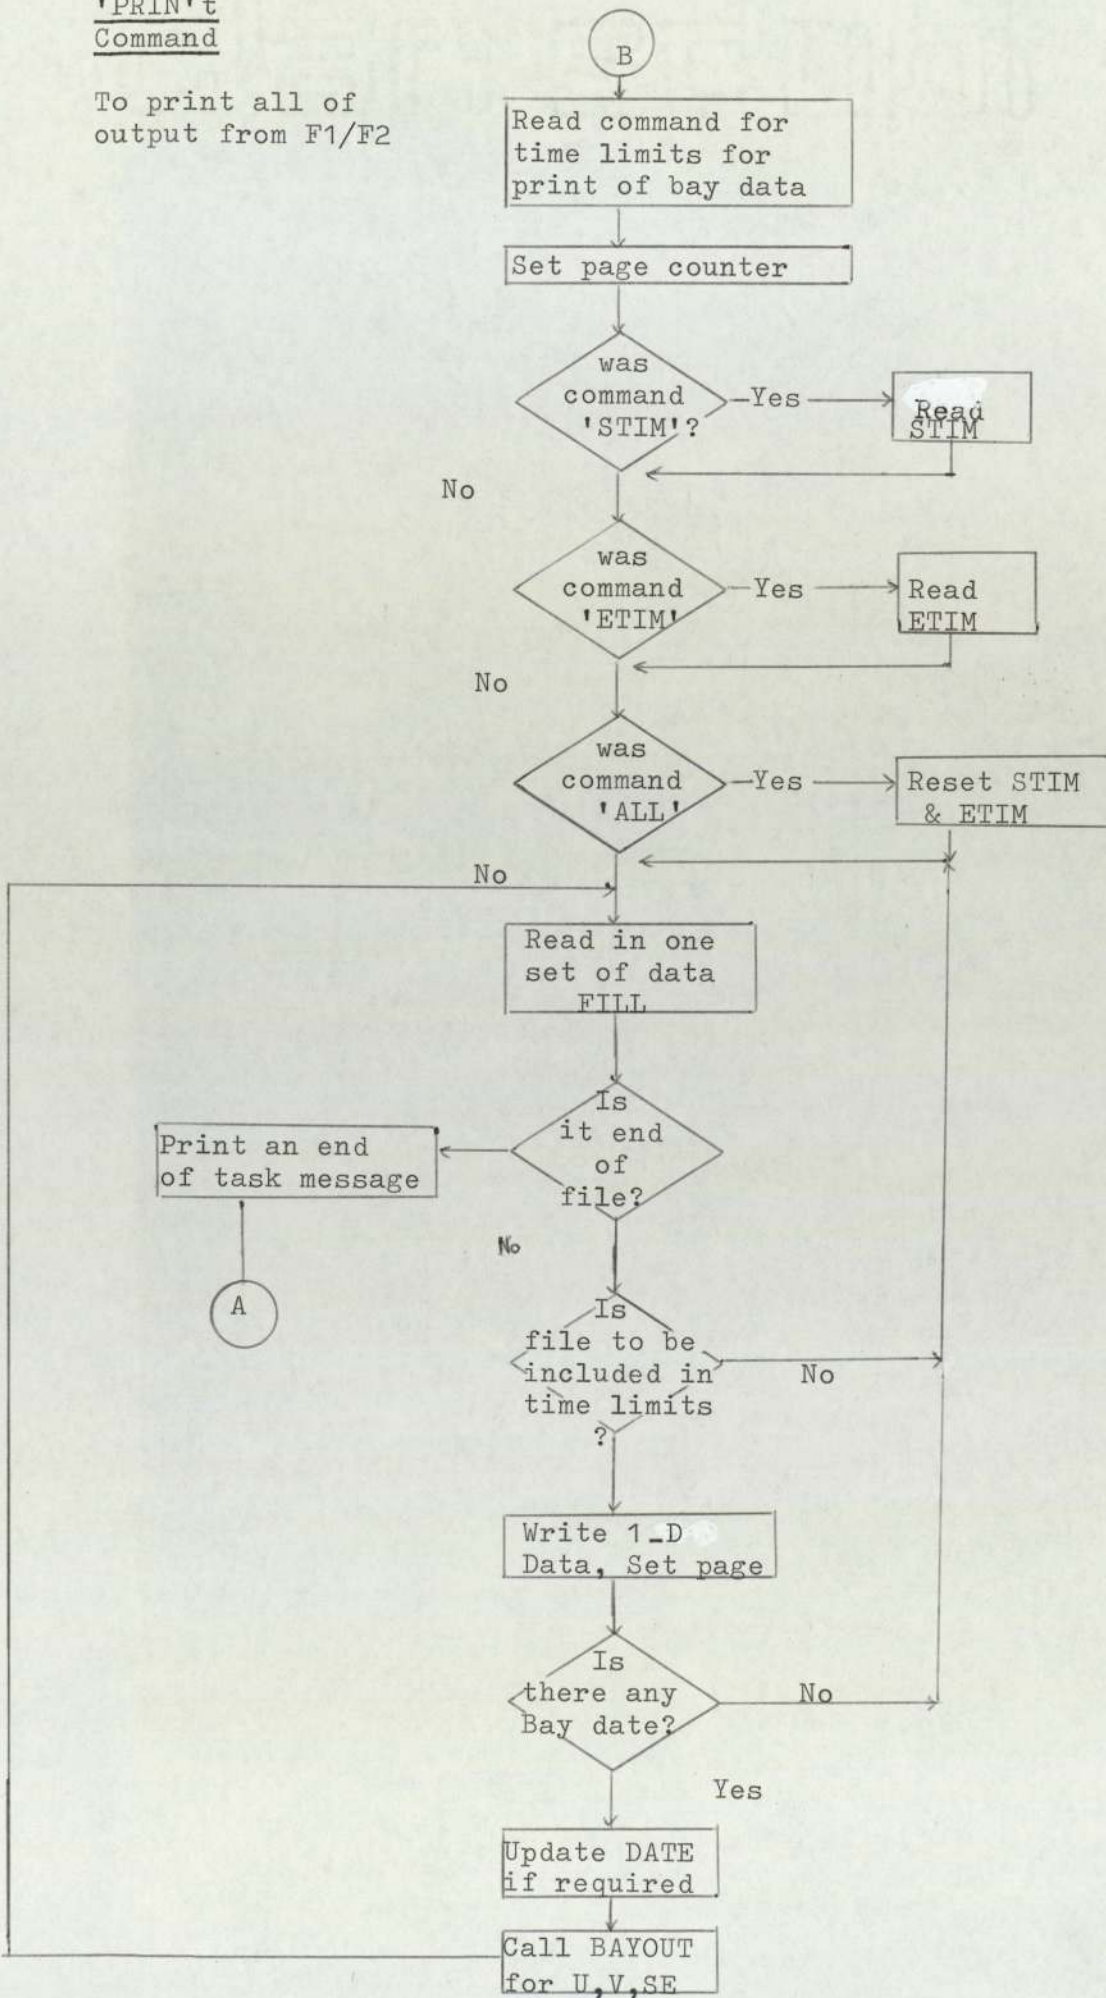 'PRIN't
Command
To print all of
output from F1/F2
B
Read command for
time limits for
print of bay data
Set page counter
was
command
'STIM'?
Yes
Read
STIM
No
was
command
'ETIM'
Yes
Read
ETIM
No
was
command
'ALL'
Yes
Reset STIM
& ETIM
No
Read in one
set of data
FILL
Is
it end
of
file?
Print an end
of task message
A
No
Is
file to be
included in
time limits
?
No
Write 1-D
Data, Set page
Is
there any
Bay date?
No
Yes
Update DATE
if required
Call BAYOUT
for U,V,SE